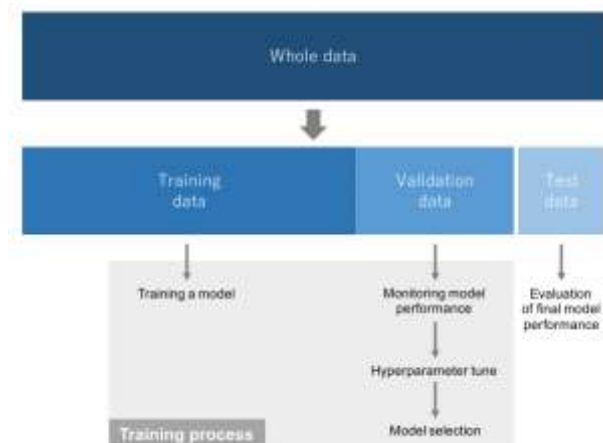 Whole data
Training
data
Validation
data
Test
data
Training a model
Monitoring model
performance
Evaluation
of final model
performance
Hyperparameter tune
Model selection
Training process